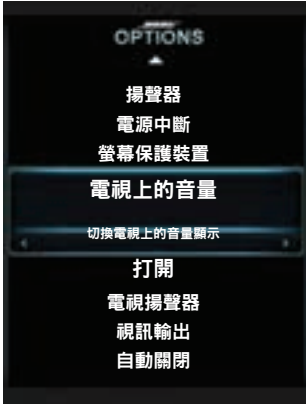 OPTIONS
揚聲器
電源中斷
螢幕保護裝置
電視上的音量
切換電視上的音量顯示
打開
電視揚聲器
視訊輸出
自動關閉